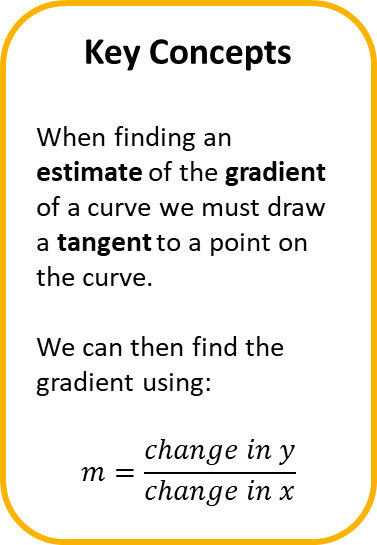 Key Concepts
When finding an
estimate of the gradient
of a curve we must draw
a tangent to a point on
the curve.
We can then find the
gradient using:
m = change in y / change in x